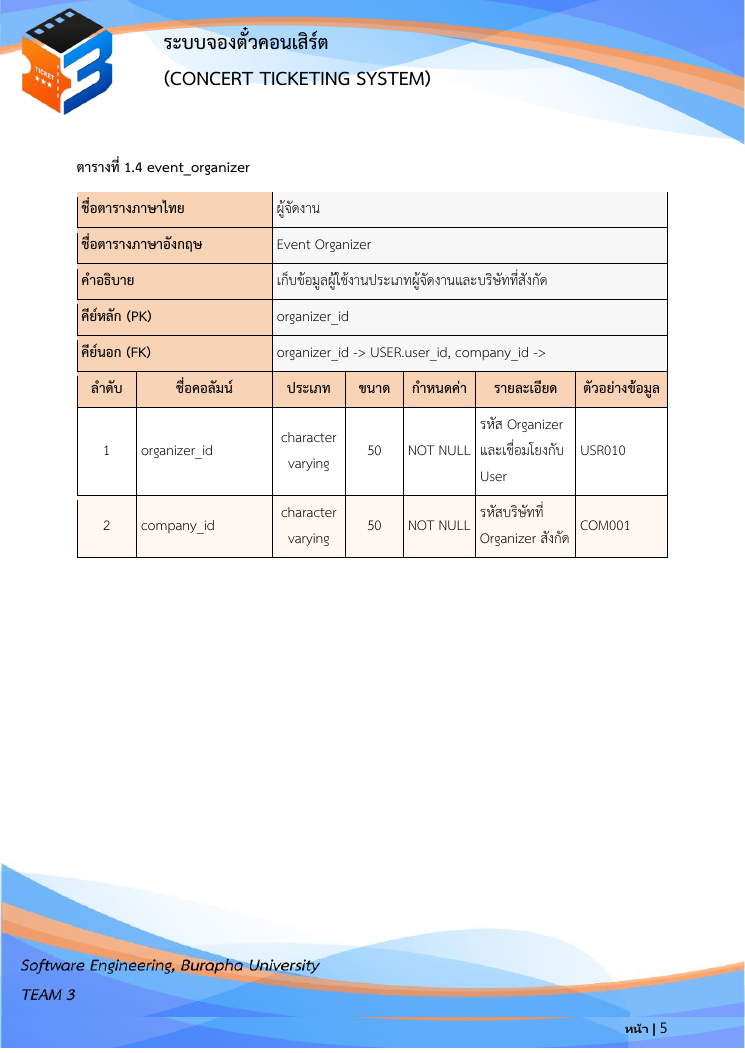 ระบบจองตั๋วคอนเสิร์ต
(CONCERT TICKETING SYSTEM)
TICKET
ตารางที่ 1.4 event_organizer
ชื่อตารางภาษาไทย ผู้จัดงาน
ชื่อตารางภาษาอังกฤษ Event Organizer
คำอธิบาย เก็บข้อมูลผู้ใช้งานประเภทผู้จัดงานและบริษัทที่สังกัด
คีย์หลัก (PK) organizer_id
คีย์นอก (FK) organizer_id -> USER.user_id, company_id ->
ลำดับ ชื่อคอลัมน์ ประเภท ขนาด กำหนดค่า รายละเอียด ตัวอย่างข้อมูล
1 organizer_id character varying 50 NOT NULL รหัส Organizer และเชื่อมโยงกับ User USR010
2 company_id character varying 50 NOT NULL รหัสบริษัทที่ Organizer สังกัด COM001
Software Engineering, Burapha University
TEAM 3
หน้า | 5